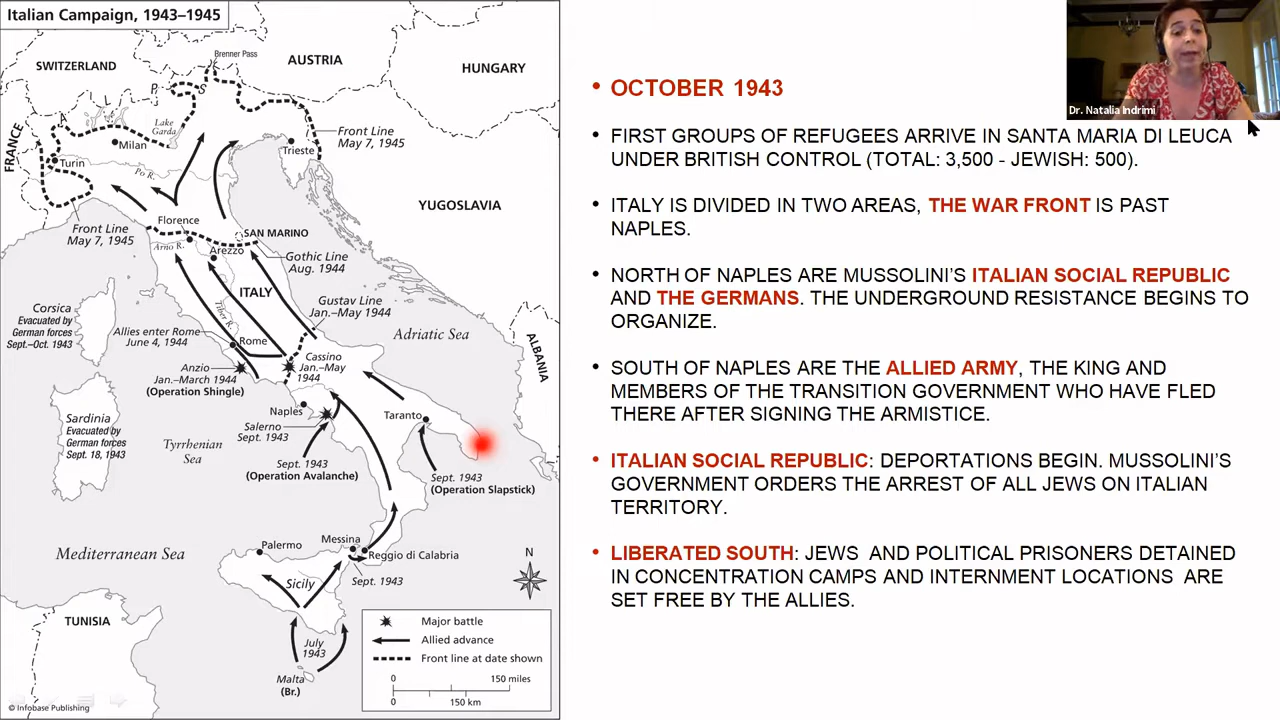 Italian Campaign, 1943–1945
Brenner Pass
SWITZERLAND
AUSTRIA
HUNGARY
A L P S
Lake
Garda
Milan
FRANCE
Turin
Po R.
Trieste
Front Line
May 7, 1945
YUGOSLAVIA
Florence
SAN MARINO
Front Line
May 7, 1945
Arno R.
Arezzo
Gothic Line
Aug. 1944
ITALY
Corsica
Evacuated by
German forces
Sept.–Oct. 1943
Tiber R.
Gustav Line
Jan.–May 1944
Adriatic Sea
ALBANIA
Allies enter Rome
June 4, 1944
Rome
Anzio
Jan.–March 1944
(Operation Shingle)
Cassino
Jan.–May
1944
Sardinia
Evacuated by
German forces
Sept. 18, 1943
Naples
Salerno
Sept. 1943
Taranto
Tyrrhenian
Sea
Sept. 1943
(Operation Avalanche)
Sept. 1943
(Operation Slapstick)
Mediterranean Sea
Palermo
Messina
Reggio di Calabria
Sicily
Sept. 1943
N
TUNISIA
July
1943
Malta
(Br.)
Major battle
Allied advance
Front line at date shown
0 150 miles
0 150 km
© Infobase Publishing
• OCTOBER 1943
• FIRST GROUPS OF REFUGEES ARRIVE IN SANTA MARIA DI LEUCA
UNDER BRITISH CONTROL (TOTAL: 3,500 - JEWISH: 500).
• ITALY IS DIVIDED IN TWO AREAS, THE WAR FRONT IS PAST
NAPLES.
• NORTH OF NAPLES ARE MUSSOLINI'S ITALIAN SOCIAL REPUBLIC
AND THE GERMANS. THE UNDERGROUND RESISTANCE BEGINS TO
ORGANIZE.
• SOUTH OF NAPLES ARE THE ALLIED ARMY, THE KING AND
MEMBERS OF THE TRANSITION GOVERNMENT WHO HAVE FLED
THERE AFTER SIGNING THE ARMISTICE.
• ITALIAN SOCIAL REPUBLIC: DEPORTATIONS BEGIN. MUSSOLINI'S
GOVERNMENT ORDERS THE ARREST OF ALL JEWS ON ITALIAN
TERRITORY.
• LIBERATED SOUTH: JEWS AND POLITICAL PRISONERS DETAINED
IN CONCENTRATION CAMPS AND INTERNMENT LOCATIONS ARE
SET FREE BY THE ALLIES.
Dr. Natalia Indrimi